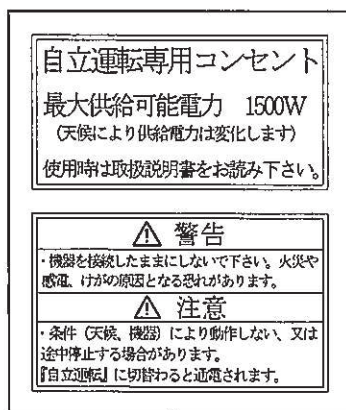 自立運転専用コンセント
最大供給可能電力 1500W
(天候により供給電力は変化します)
使用時は取扱説明書をお読み下さい。
⚠ 警告
・機器を接続したままにしないで下さい。火災や
感電、けがの原因となる恐れがあります。
⚠ 注意
・条件（天候、機器）により動作しない、又は
途中停止する場合があります。
『自立運転』に切替わると通電されます。